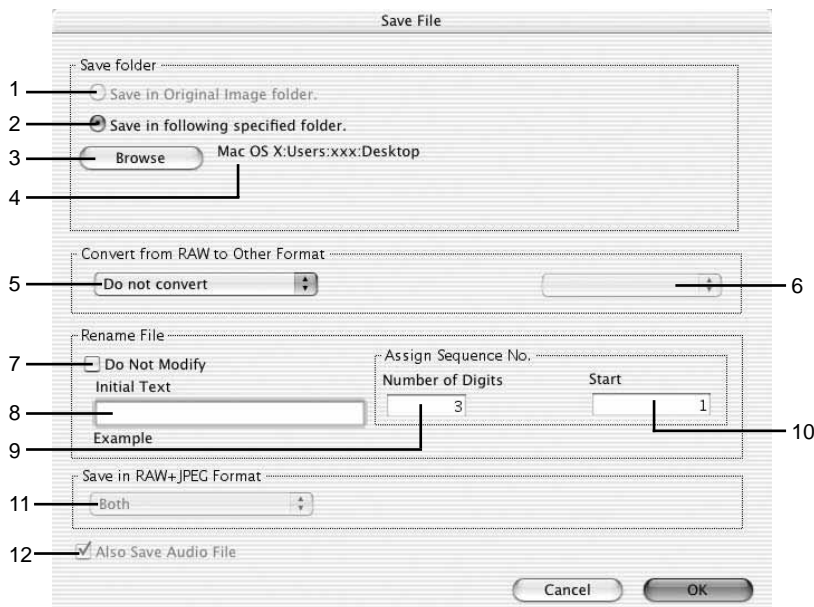 Save File
Save folder
1 Save in Original Image folder.
2 Save in following specified folder.
3 Browse Mac OS X:Users:xxx:Desktop
4
Convert from RAW to Other Format
5 Do not convert 6
Rename File
7 Do Not Modify Assign Sequence No.
Initial Text Number of Digits Start
8 3 1
Example 10
9
Save in RAW+JPEG Format
11 Both
12 Also Save Audio File
Cancel OK